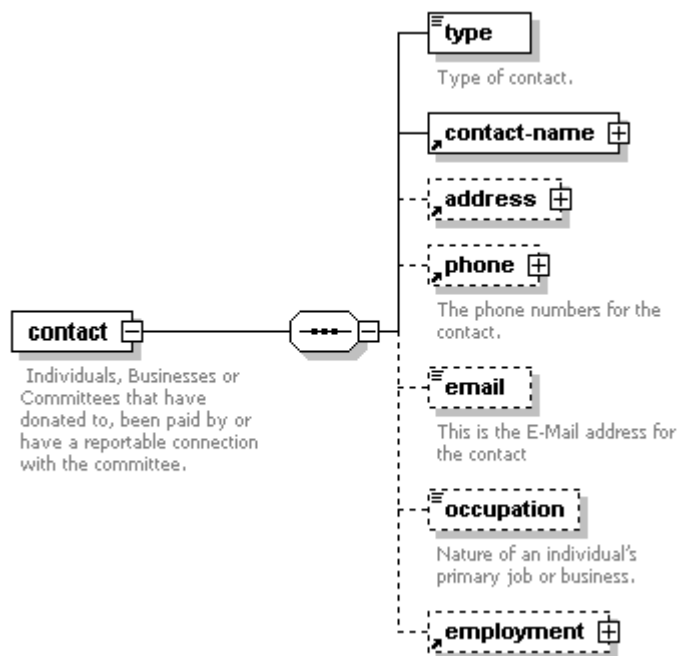 type
Type of contact.
contact-name
address
phone
The phone numbers for the
contact.
contact
Individuals, Businesses or
Committees that have
donated to, been paid by or
have a reportable connection
with the committee.
email
This is the E-Mail address for
the contact
occupation
Nature of an individual's
primary job or business.
employment